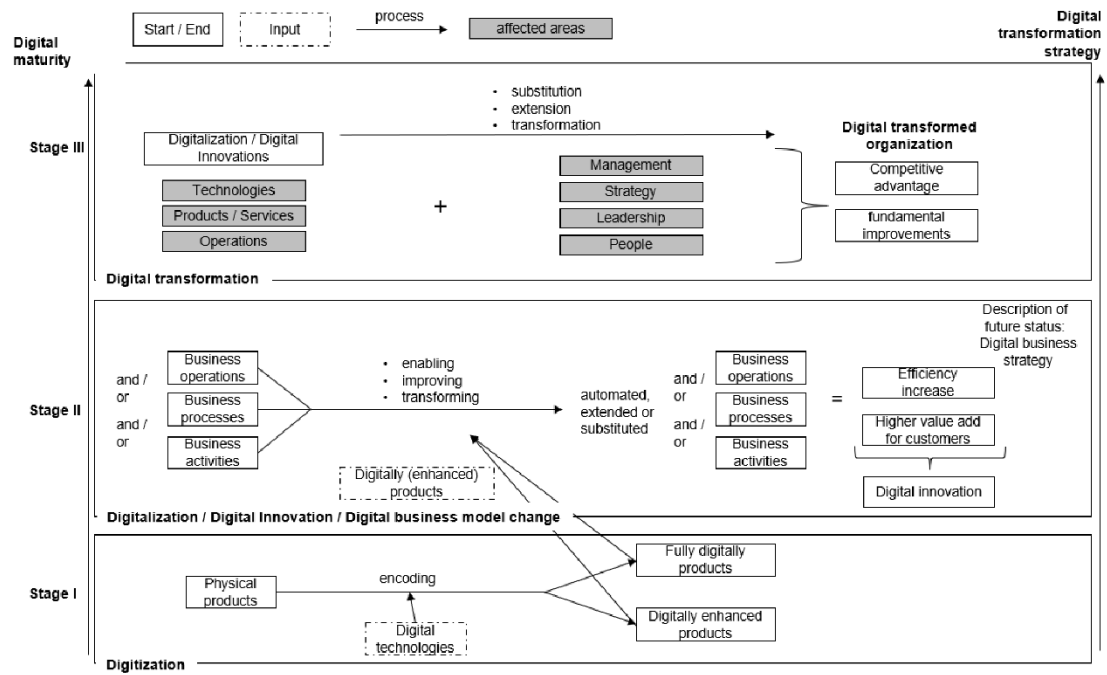 Start / End
Input
process
affected areas
Digital
maturity
Digital
transformation
strategy
Stage III
substitution
extension
transformation
Digitalization / Digital
Innovations
Technologies
Products / Services
Operations
+
Management
Strategy
Leadership
People
Digital transformed
organization
Competitive
advantage
fundamental
improvements
Digital transformation
Stage II
and /
or
and /
or
Business
operations
Business
processes
Business
activities
enabling
improving
transforming
Digitally (enhanced)
products
automated,
extended or
substituted
and /
or
and /
or
Business
operations
Business
processes
Business
activities
=
Description of
future status:
Digital business
strategy
Efficiency
increase
Higher value add
for customers
Digital innovation
Digitalization / Digital Innovation / Digital business model change
Stage I
Physical
products
encoding
Digital
technologies
Fully digitally
products
Digitally enhanced
products
Digitization